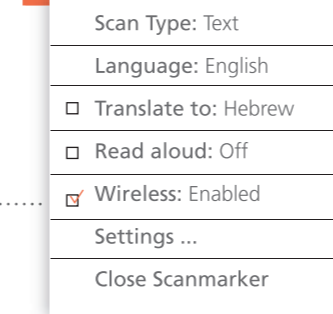 Scan Type: Text
Language: English
Translate to: Hebrew
Read aloud: Off
Wireless: Enabled
Settings ...
Close Scanmarker